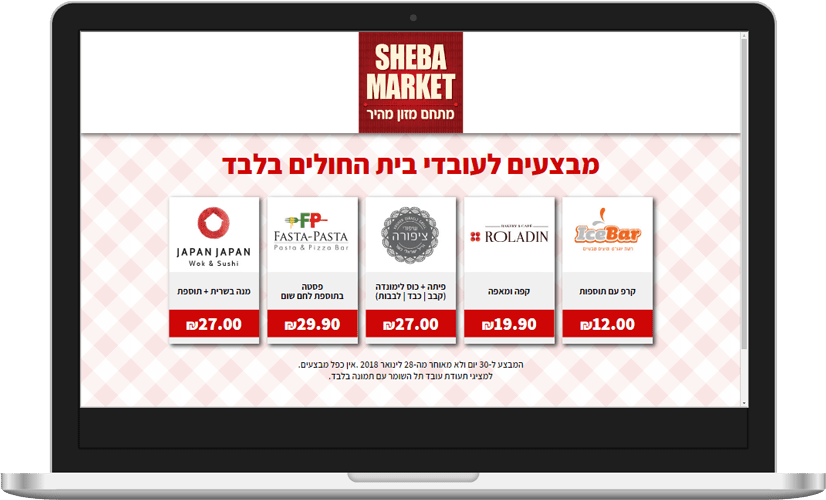 SHEBA
MARKET
מתחם מזון מהיר
מבצעים לעובדי בית החולים בלבד
JAPAN JAPAN
Wok & Sushi
מנה בשרית + תוספת
₪27.00
FP
FASTA-PASTA
Pasta & Pizza Bar
פסטה
בתוספת לחם שום
₪29.90
ציפורה
פיתה + כוס לימונדה
(קבב | כבד | לבבות)
₪27.00
BAKERY & CAFE
ROLADIN
קפה ומאפה
₪19.90
IceBar
קרפ עם תוספות
₪12.00
המבצע ל-30 יום ולא מאוחר מה-28 לינואר 2018 .אין כפל מבצעים.
למציגי תעודת עובד תל השומר עם תמונה בלבד.